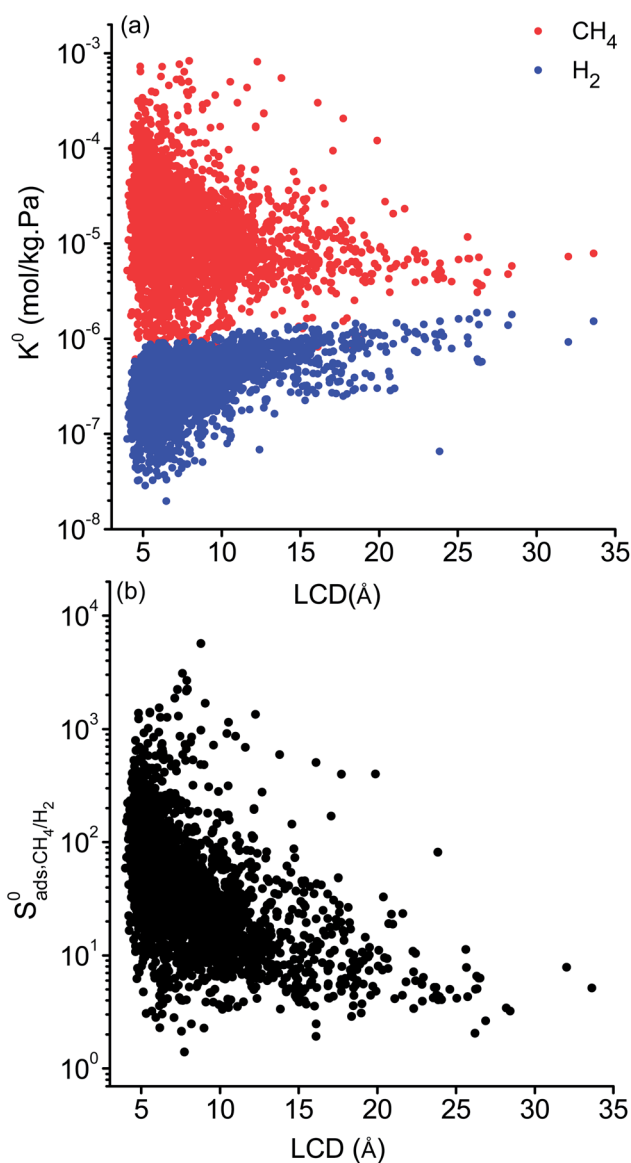 (a)
CH₄
H₂
K⁰ (mol/kg.Pa)
10⁻³
10⁻⁴
10⁻⁵
10⁻⁶
10⁻⁷
10⁻⁸
5 10 15 20 25 30 35
LCD(Å)
(b)
S⁰ads,CH₄/H₂
10⁴
10³
10²
10¹
10⁰
5 10 15 20 25 30 35
LCD (Å)